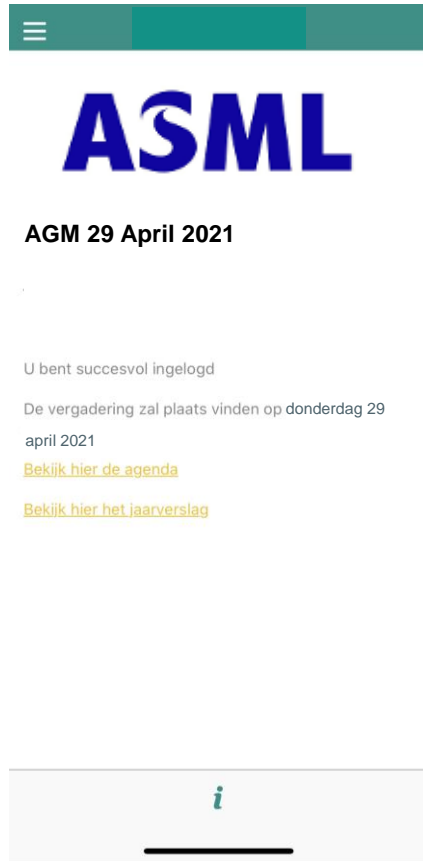 ASML
AGM 29 April 2021
U bent succesvol ingelogd
De vergadering zal plaats vinden op donderdag 29
april 2021
Bekijk hier de agenda
Bekijk hier het jaarverslag
i